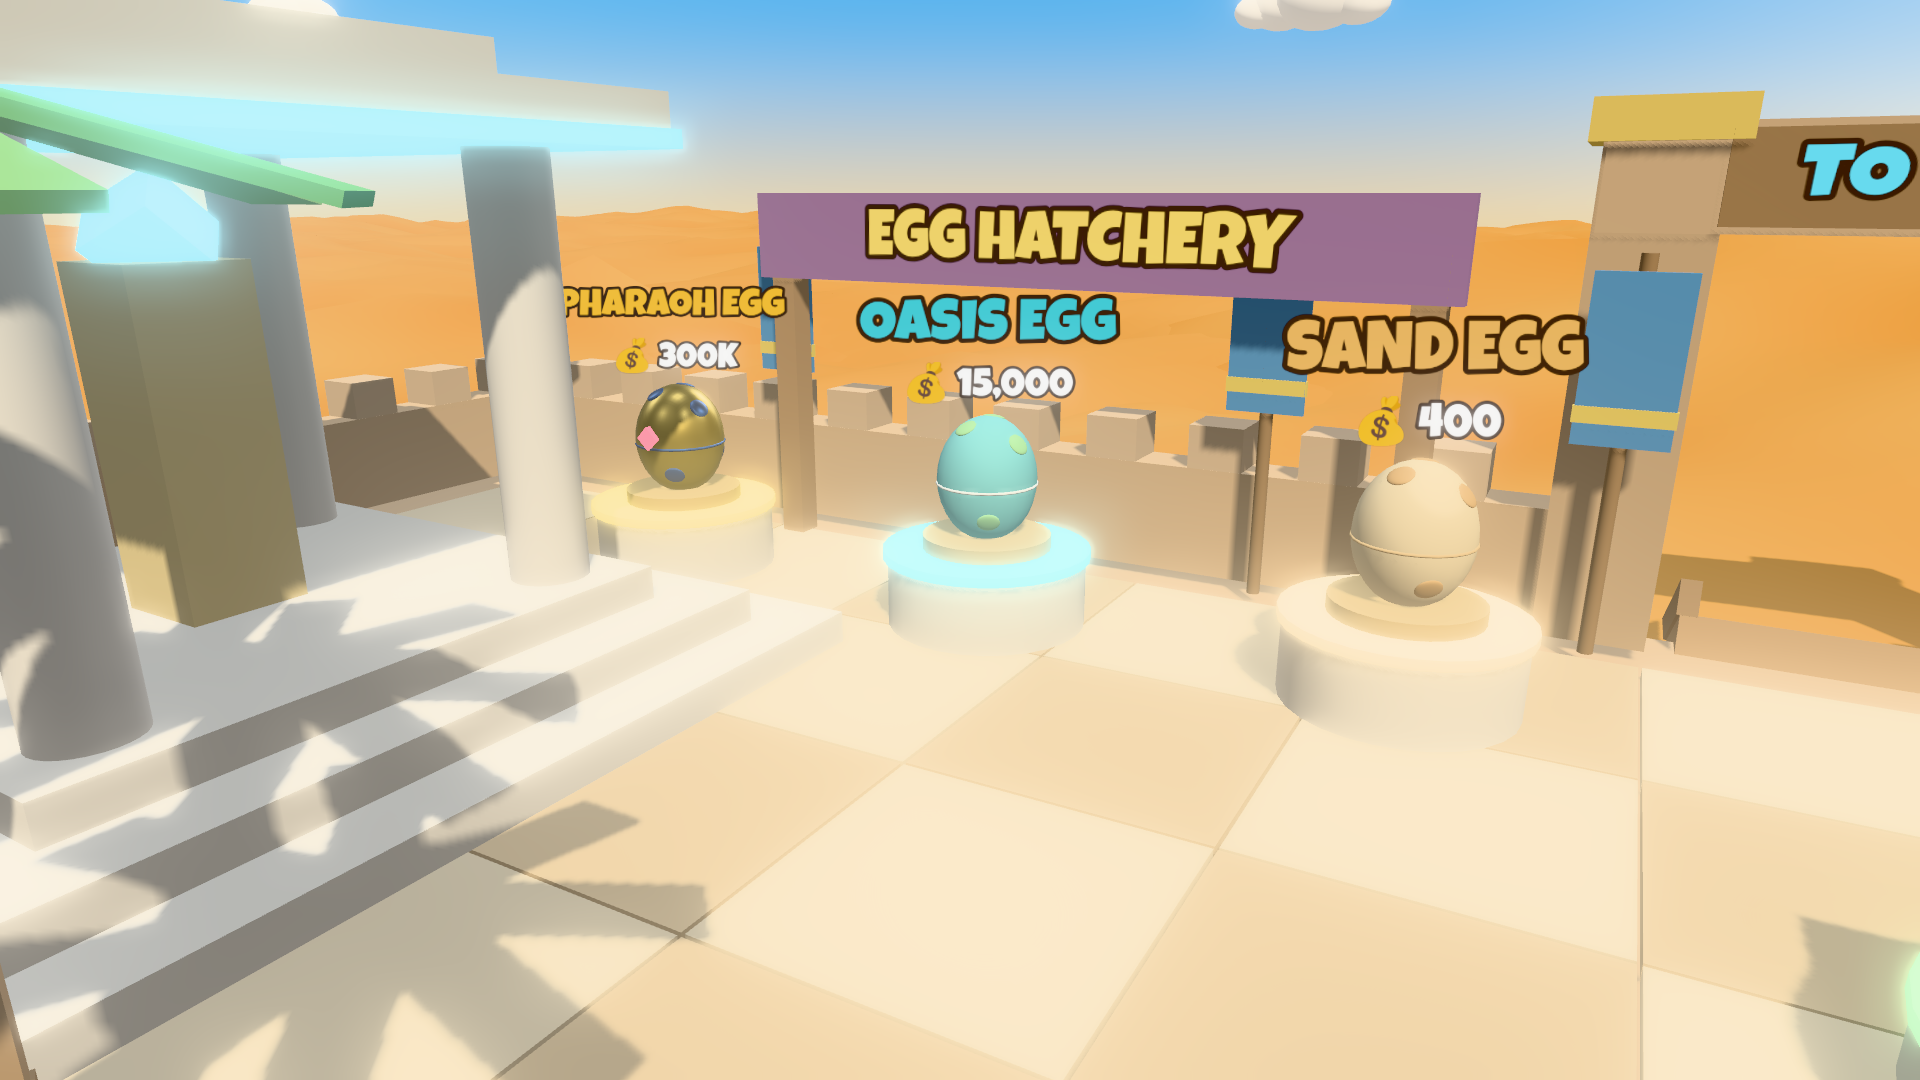 EGG HATCHERY
PHARAOH EGG
$ 300K
OASIS EGG
$ 15,000
SAND EGG
$ 400
TO